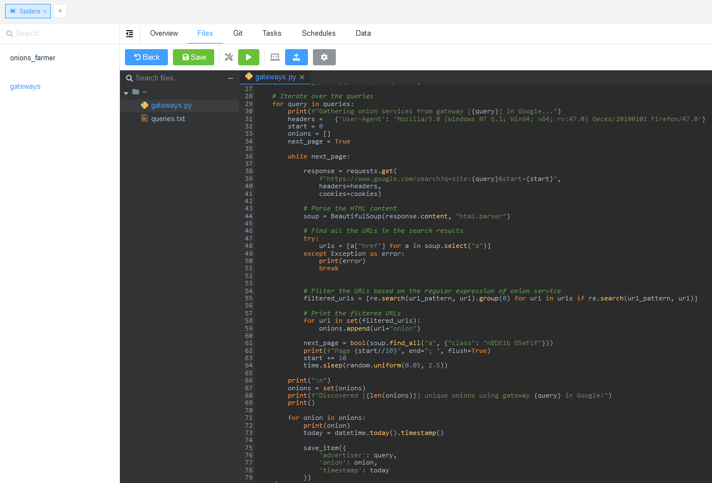 Spiders × +
Search
onions_farmer
gateways
Overview Files Git Tasks Schedules Data
Back Save
Search files...
~
gateways.py
queries.txt
gateways.py ×
27
28 # Iterate over the queries
29 for query in queries:
30 print(f"Gathering onion services from gateway [{query}] in Google...")
31 headers = {'User-Agent': 'Mozilla/5.0 (Windows NT 6.1; Win64; x64; rv:47.0) Gecko/20100101 Firefox/47.0'}
32 start = 0
33 onions = []
34 next_page = True
35
36 while next_page:
37
38 response = requests.get(
39 f"https://www.google.com/search?q=site:{query}&start={start}",
40 headers=headers,
41 cookies=cookies)
42
43 # Parse the HTML content
44 soup = BeautifulSoup(response.content, "html.parser")
45
46 # Find all the URLs in the search results
47 try:
48 urls = [a["href"] for a in soup.select("a")]
49 except Exception as error:
50 print(error)
51 break
52
53
54 # Filter the URLs based on the regular expression of onion service
55 filtered_urls = [re.search(url_pattern, url).group(0) for url in urls if re.search(url_pattern, url)]
56
57 # Print the filtered URLs
58 for url in set(filtered_urls):
59 onions.append(url+"onion")
60
61 next_page = bool(soup.find_all("a", {"class": "nBDE1b G5eFlf"}))
62 print(f"Page {start//10}", end="; ", flush=True)
63 start += 10
64 time.sleep(random.uniform(0.05, 2.5))
65
66 print("\n")
67 onions = set(onions)
68 print(f"Discovered [{len(onions)}] unique onions using gateway {query} in Google!")
69 print()
70
71 for onion in onions:
72 print(onion)
73 today = datetime.today().timestamp()
74
75 save_item({
76 'advertiser': query,
77 'onion': onion,
78 'timestamp': today
79 })